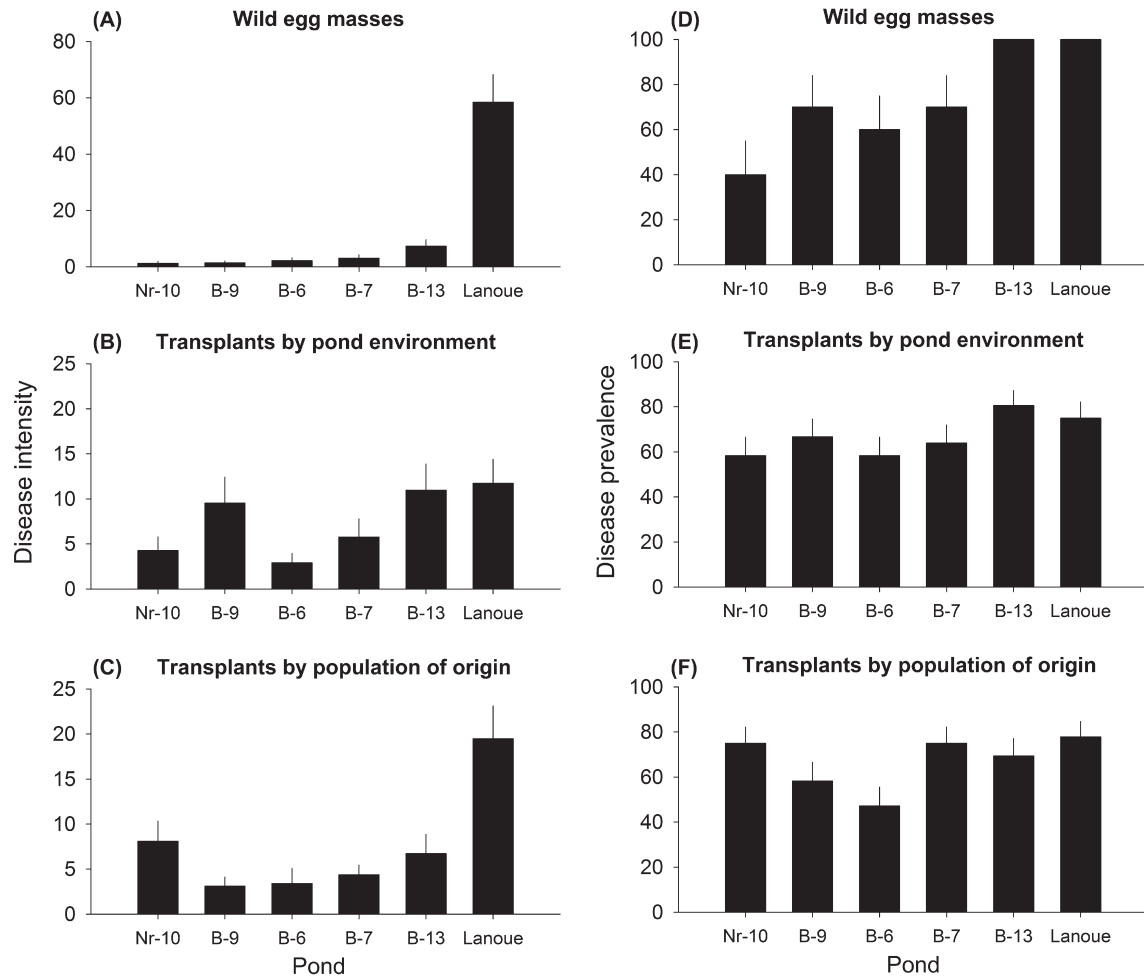 (A) Wild egg masses
80
60
40
20
0
Nr-10 B-9 B-6 B-7 B-13 Lanoue
(B) Transplants by pond environment
25
20
15
10
5
0
Nr-10 B-9 B-6 B-7 B-13 Lanoue
Disease intensity
(C) Transplants by population of origin
25
20
15
10
5
0
Nr-10 B-9 B-6 B-7 B-13 Lanoue
Pond
(D) Wild egg masses
100
80
60
40
20
0
Nr-10 B-9 B-6 B-7 B-13 Lanoue
(E) Transplants by pond environment
100
80
60
40
20
0
Nr-10 B-9 B-6 B-7 B-13 Lanoue
Disease prevalence
(F) Transplants by population of origin
100
80
60
40
20
0
Nr-10 B-9 B-6 B-7 B-13 Lanoue
Pond